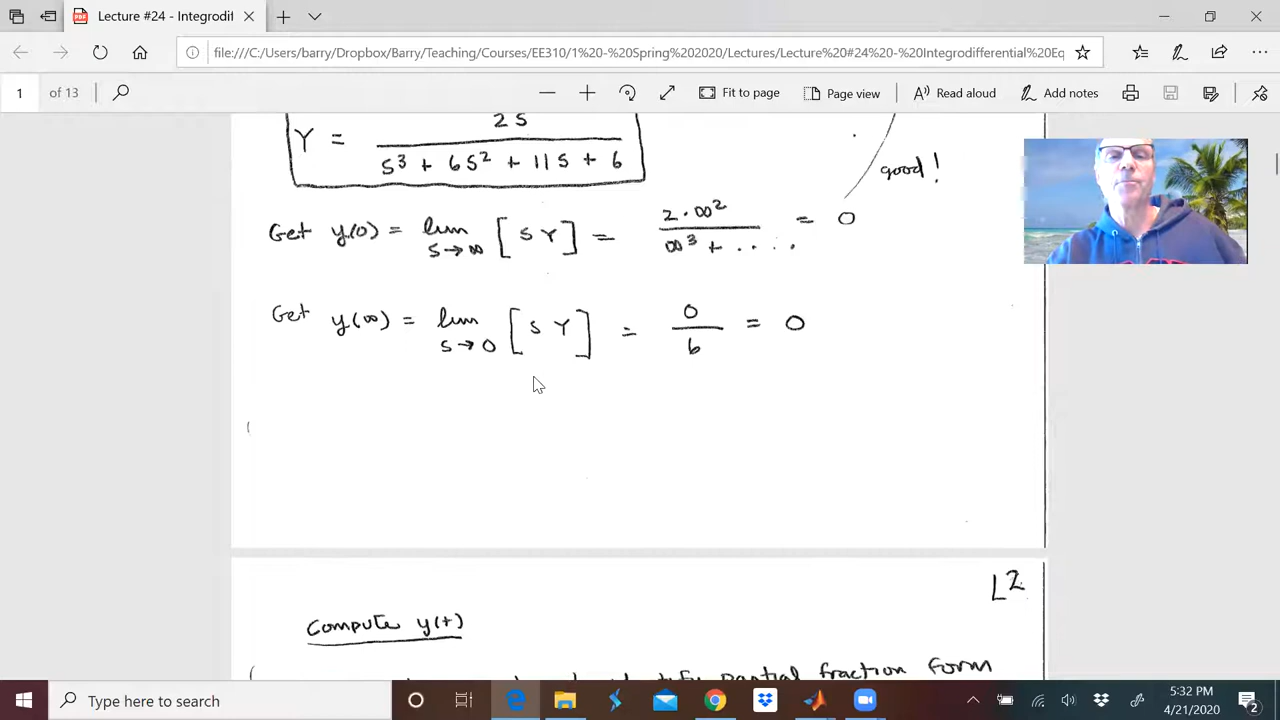 Lecture #24 - Integrodif
file:///C:/Users/barry/Dropbox/Barry/Teaching/Courses/EE310/1%20-%20Spring%202020/Lectures/Lecture%20#24%20-%20Integrodifferential%20Eq
1 of 13
Fit to page
Page view
Read aloud
Add notes
2s
Y = ―――
s³ + 6s² + 11s + 6
good!
Get y(0) = lim s→∞ [sY] = 2·∞² / ∞³ + .... = 0
Get y(∞) = lim s→0 [sY] = 0 / 6 = 0
L2
Compute y(t)
partial fraction form
Type here to search
5:32 PM
4/21/2020
2